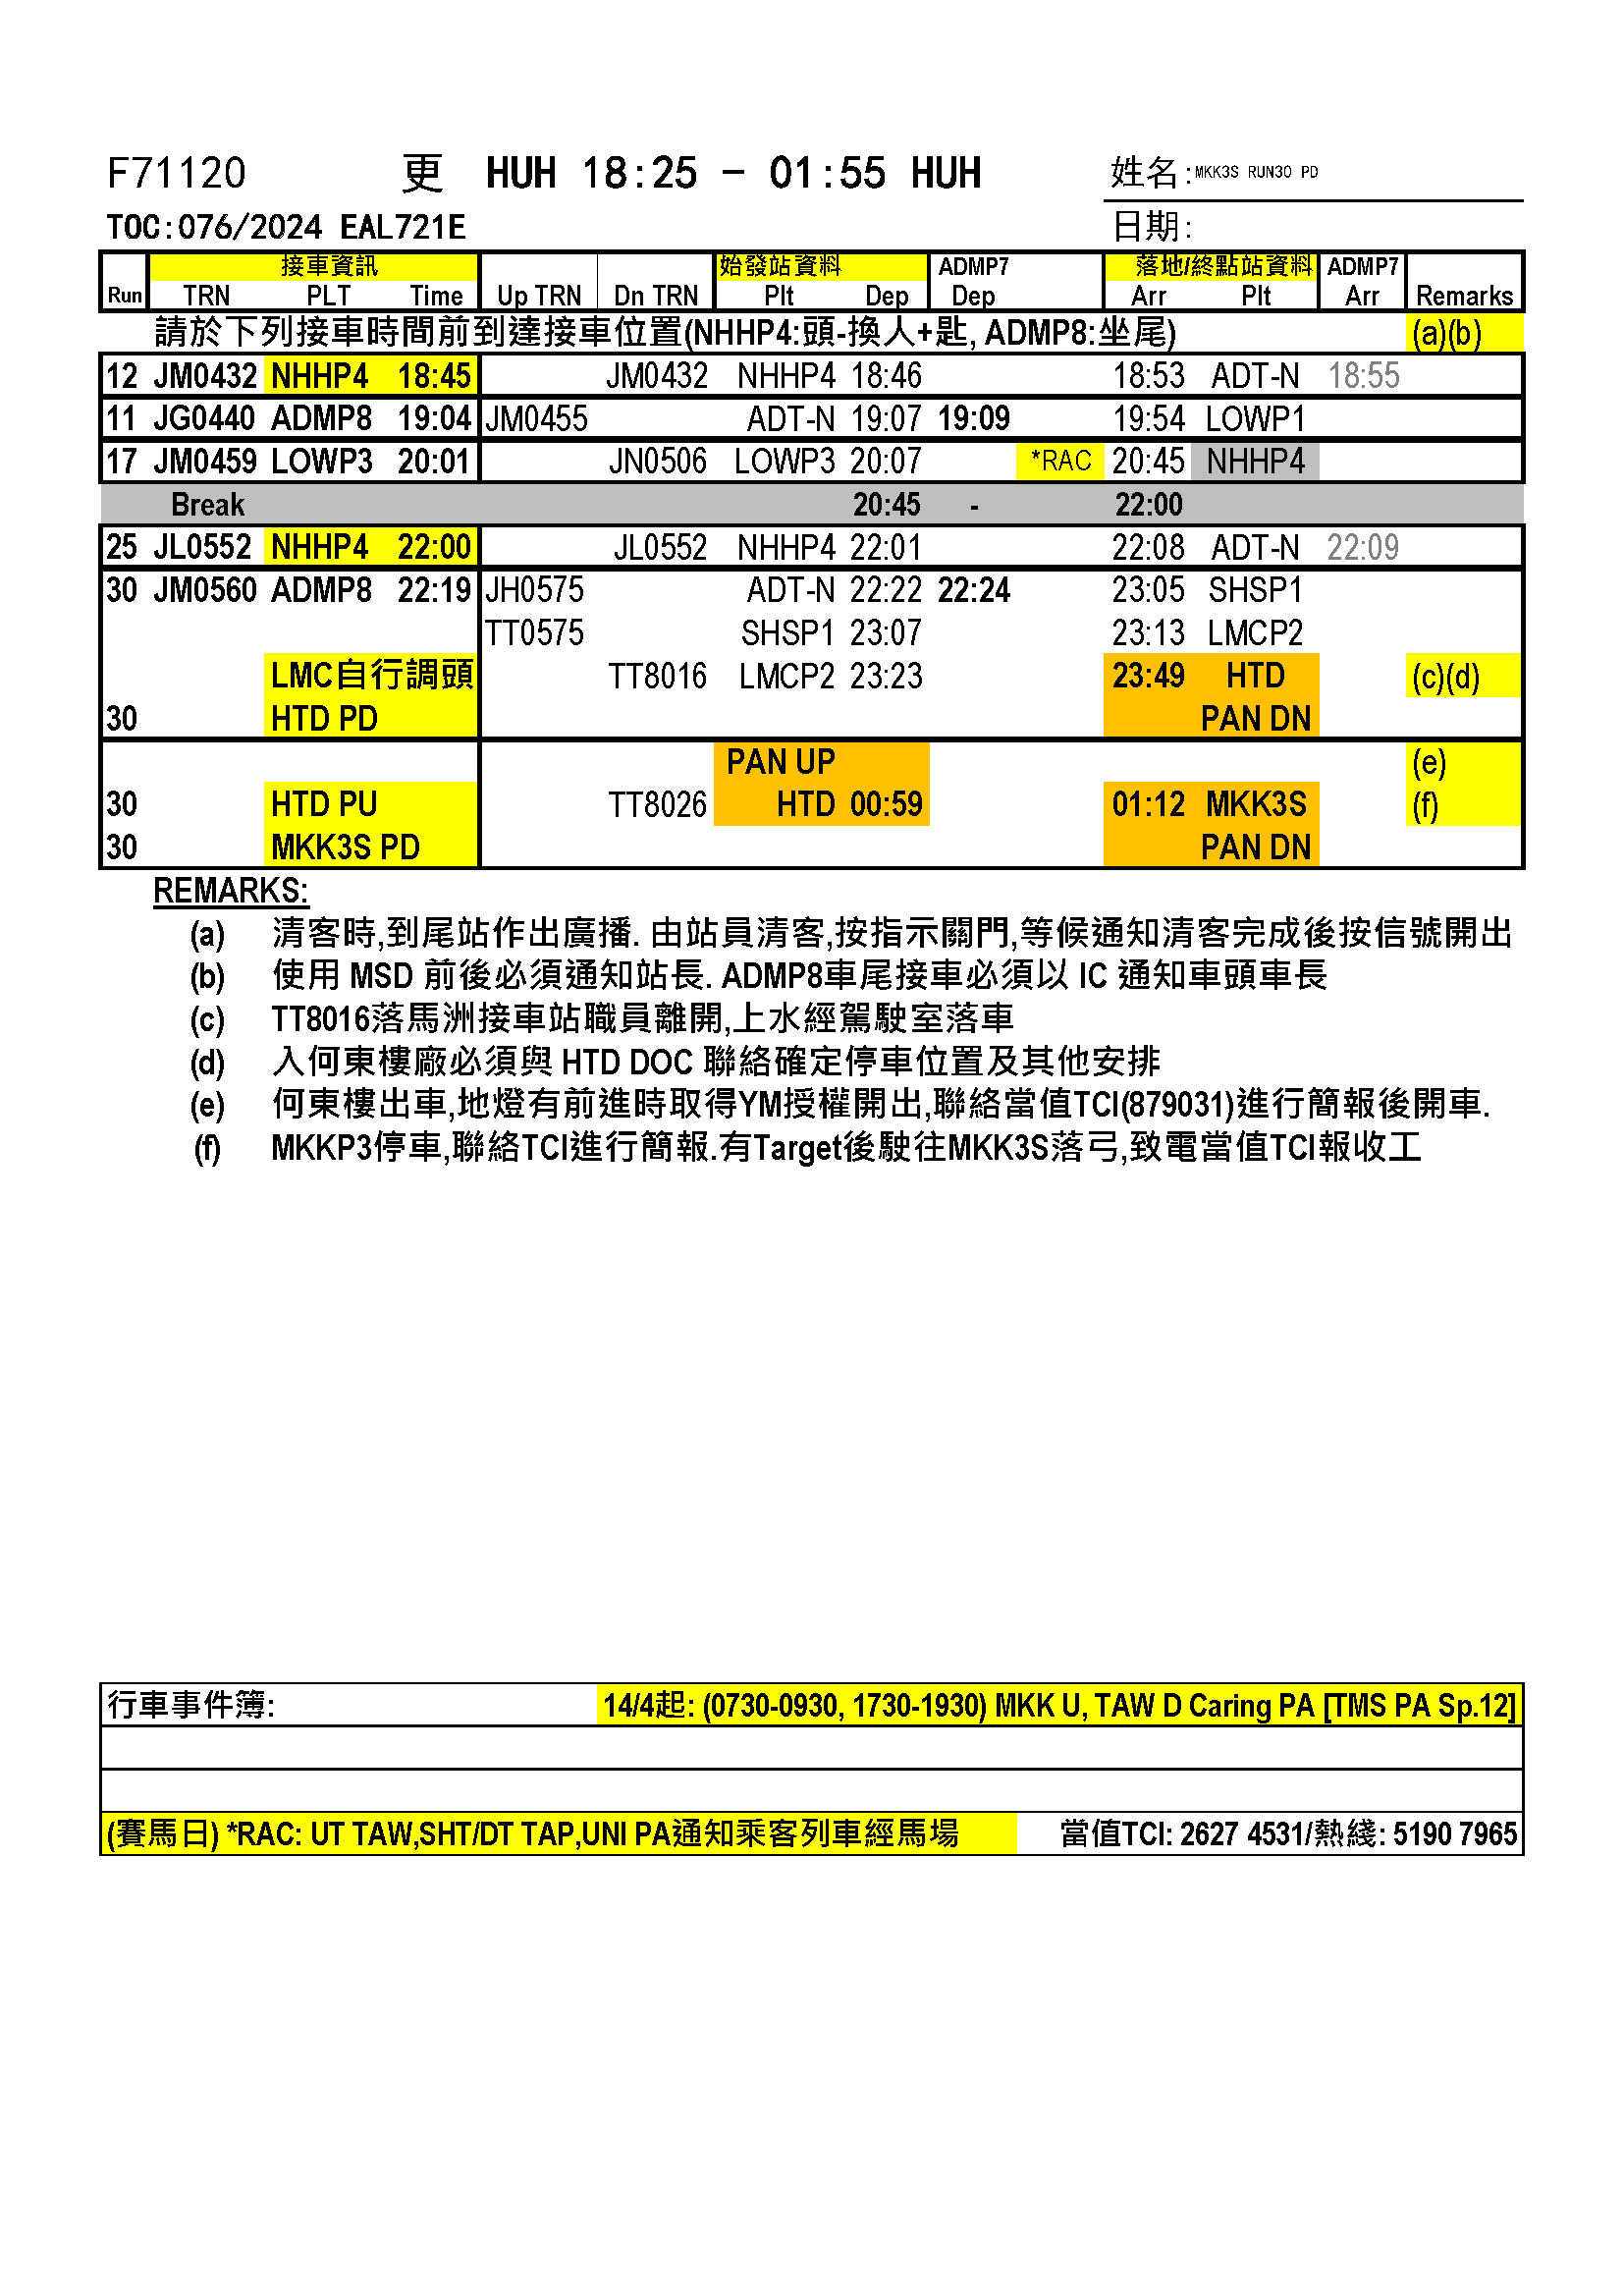 F71120 更 HUH 18:25 - 01:55 HUH 姓名:MKK3S RUN30 PD
TOC:076/2024 EAL721E 日期:
接車資訊 始發站資料 ADMP7 落地/終點站資料 ADMP7
Run TRN PLT Time Up TRN Dn TRN Plt Dep Dep Arr Plt Arr Remarks
請於下列接車時間前到達接車位置(NHHP4:頭-換人+匙, ADMP8:坐尾) (a)(b)
12 JM0432 NHHP4 18:45 JM0432 NHHP4 18:46 18:53 ADT-N 18:55
11 JG0440 ADMP8 19:04 JM0455 ADT-N 19:07 19:09 19:54 LOWP1
17 JM0459 LOWP3 20:01 JN0506 LOWP3 20:07 *RAC 20:45 NHHP4
Break 20:45 - 22:00
25 JL0552 NHHP4 22:00 JL0552 NHHP4 22:01 22:08 ADT-N 22:09
30 JM0560 ADMP8 22:19 JH0575 ADT-N 22:22 22:24 23:05 SHSP1
TT0575 SHSP1 23:07 23:13 LMCP2
LMC自行調頭 TT8016 LMCP2 23:23 23:49 HTD (c)(d)
30 HTD PD PAN DN
PAN UP (e)
30 HTD PU TT8026 HTD 00:59 01:12 MKK3S (f)
30 MKK3S PD PAN DN
REMARKS:
(a) 清客時,到尾站作出廣播. 由站員清客,按指示關門,等候通知清客完成後按信號開出
(b) 使用 MSD 前後必須通知站長. ADMP8車尾接車必須以 IC 通知車頭車長
(c) TT8016落馬洲接車站職員離開,上水經駕駛室落車
(d) 入何東樓廠必須與 HTD DOC 聯絡確定停車位置及其他安排
(e) 何東樓出車,地燈有前進時取得YM授權開出,聯絡當值TCI(879031)進行簡報後開車.
(f) MKKP3停車,聯絡TCI進行簡報.有Target後駛往MKK3S落弓,致電當值TCI報收工
行車事件簿: 14/4起: (0730-0930, 1730-1930) MKK U, TAW D Caring PA [TMS PA Sp.12]
(賽馬日) *RAC: UT TAW,SHT/DT TAP,UNI PA通知乘客列車經馬場 當值TCI: 2627 4531/熱綫: 5190 7965